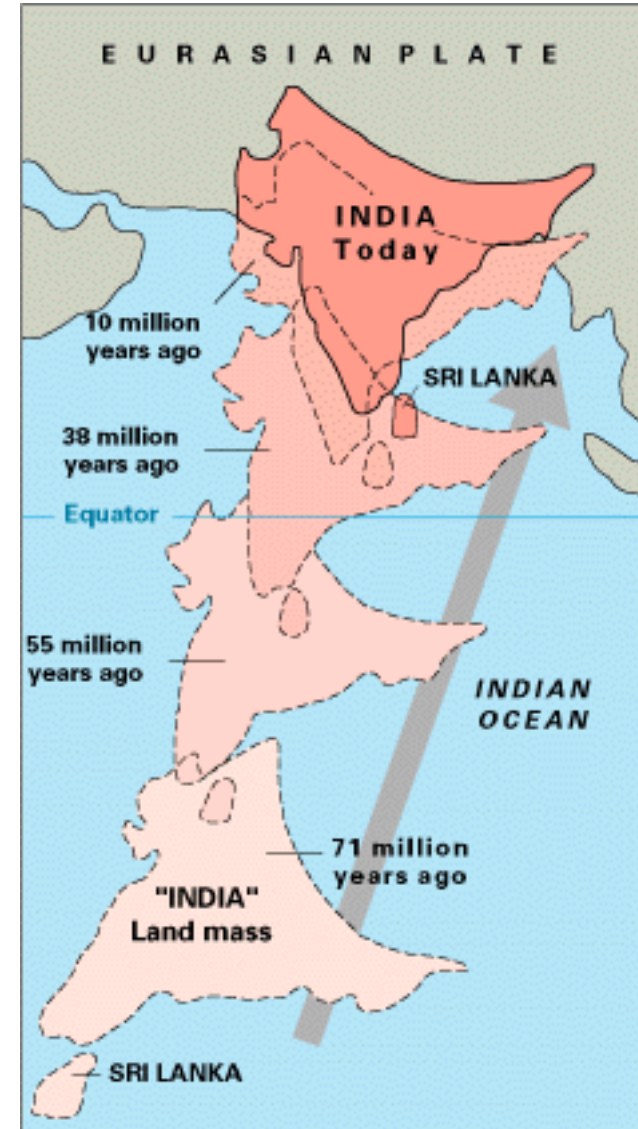 EURASIAN PLATE
INDIA
Today
10 million
years ago
SRI LANKA
38 million
years ago
Equator
55 million
years ago
INDIAN
OCEAN
71 million
years ago
"INDIA"
Land mass
SRI LANKA